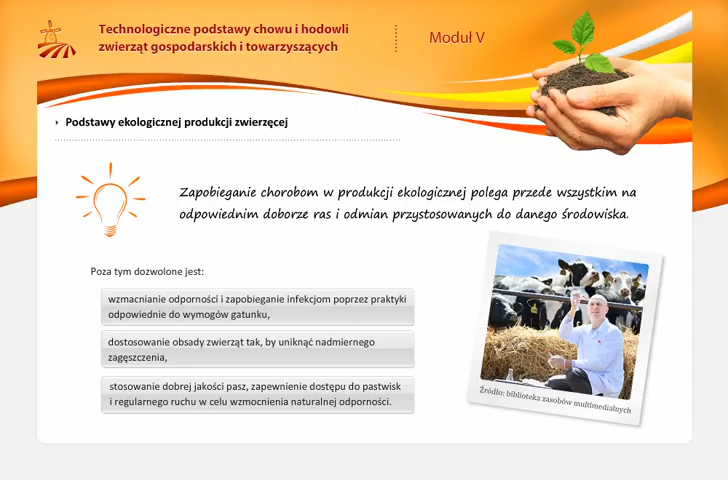 Technologiczne podstawy chowu i hodowli
zwierząt gospodarskich i towarzyszących
Moduł V
Podstawy ekologicznej produkcji zwierzęcej
Zapobieganie chorobom w produkcji ekologicznej polega przede wszystkim na
odpowiednim doborze ras i odmian przystosowanych do danego środowiska.
Poza tym dozwolone jest:
wzmacnianie odporności i zapobieganie infekcjom poprzez praktyki
odpowiednie do wymogów gatunku,
dostosowanie obsady zwierząt tak, by uniknąć nadmiernego
zagęszczenia,
stosowanie dobrej jakości pasz, zapewnienie dostępu do pastwisk
i regularnego ruchu w celu wzmocnienia naturalnej odporności.
Źródło: biblioteka zasobów multimedialnych